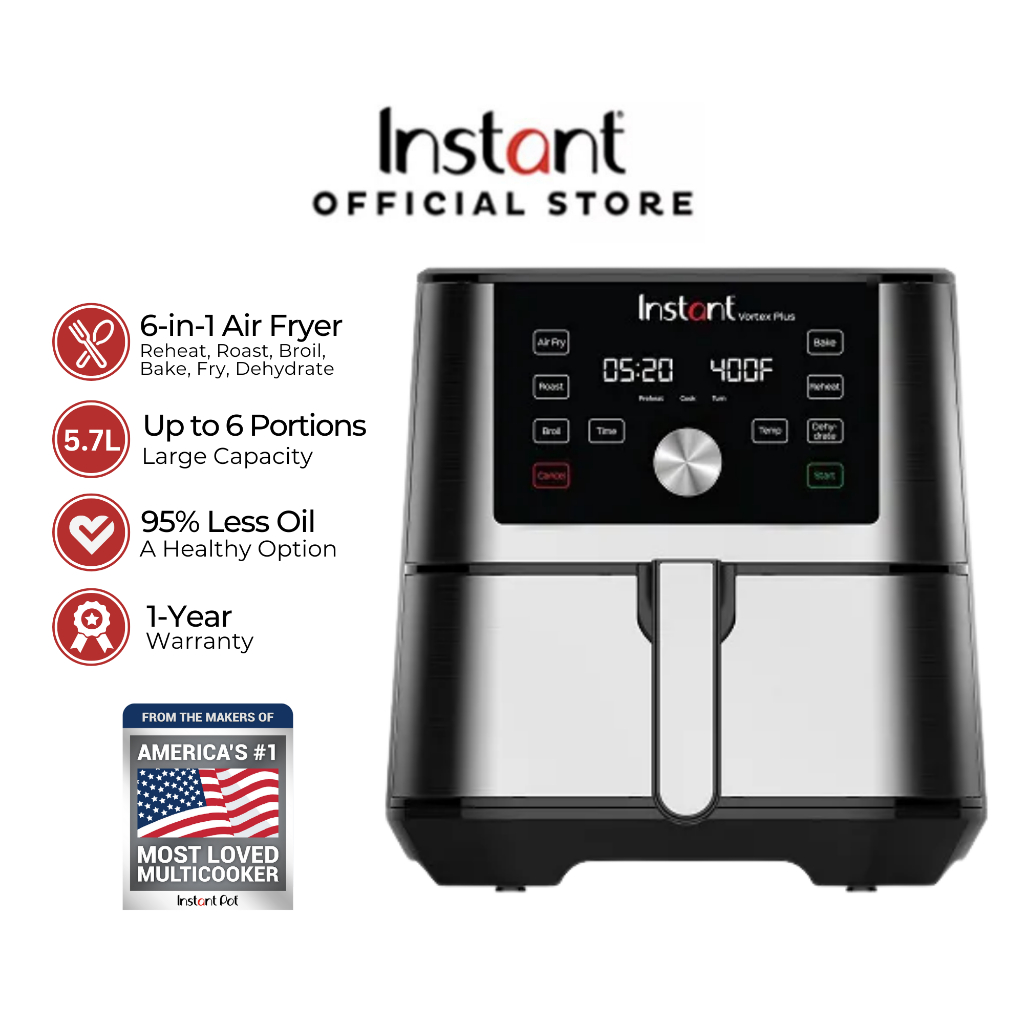 Instant
OFFICIAL STORE
6-in-1 Air Fryer
Reheat, Roast, Broil,
Bake, Fry, Dehydrate
5.7L
Up to 6 Portions
Large Capacity
95% Less Oil
A Healthy Option
1-Year
Warranty
FROM THE MAKERS OF
AMERICA'S #1
MOST LOVED
MULTICOOKER
Instant Pot
Instant Vortex Plus
Air Fry
Bake
05:20 400F
Roast
Reheat
Preheat Cook Turn
Broil
Time
Temp
Dehy-
drate
Cancel
Start